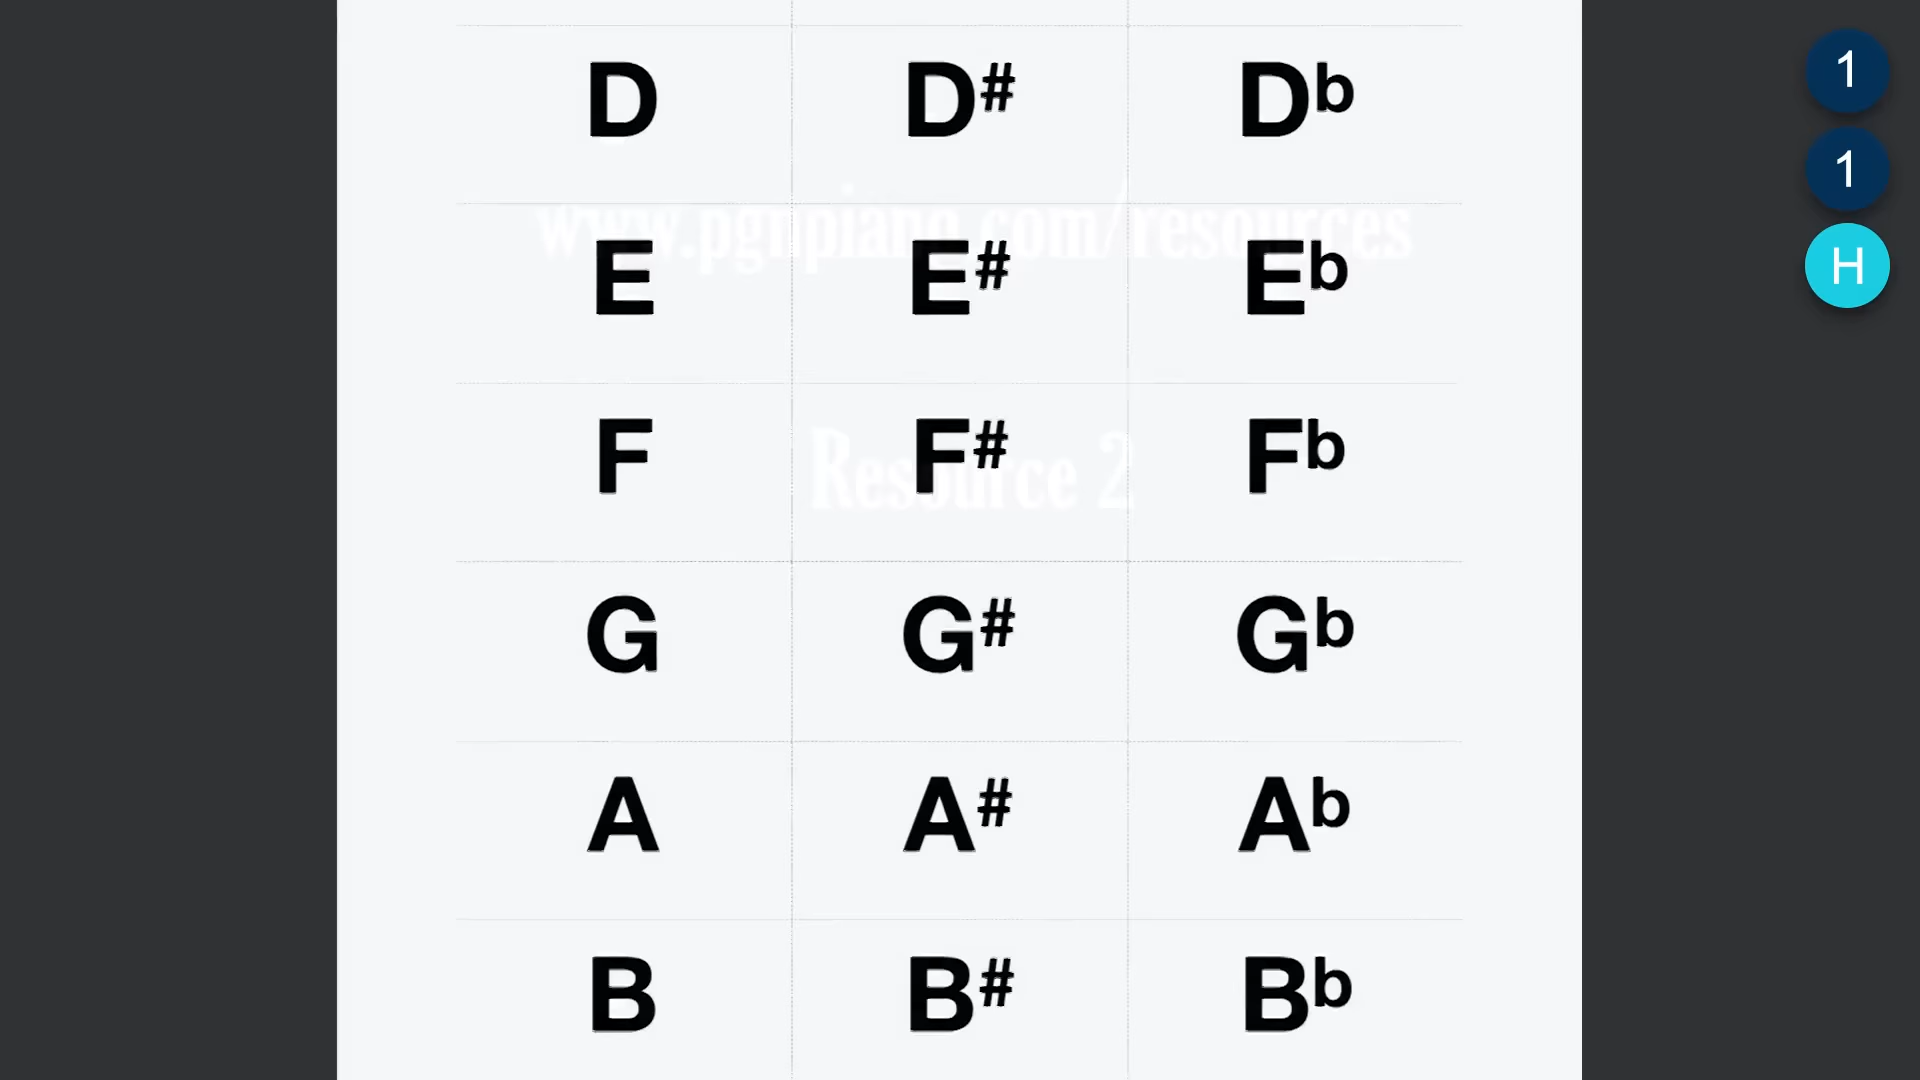 D D# Db
www.pgnpiano.com/resources
E E# Eb
F F# Fb
Resource 2
G G# Gb
A A# Ab
B B# Bb
1
1
H